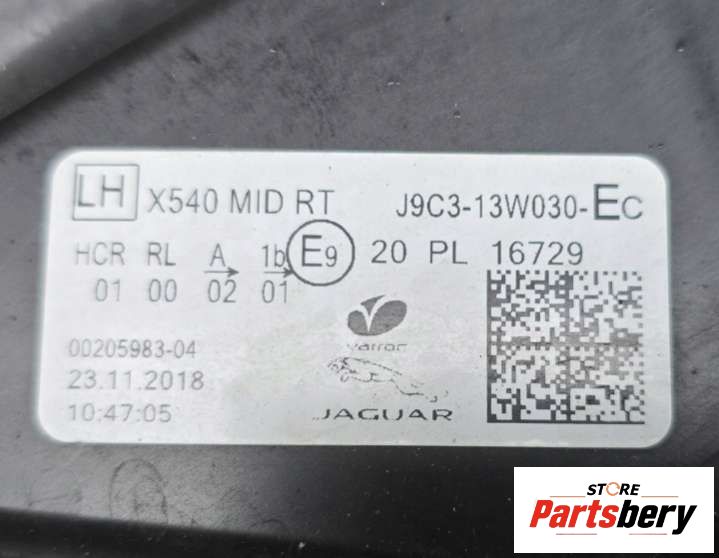 LH X540 MID RT J9C3-13W030-EC
HCR RL A 1b E9 20 PL 16729
01 00 02 01
00205983-04
varroc
23.11.2018
10:47:05
JAGUAR
STORE
Partsbery